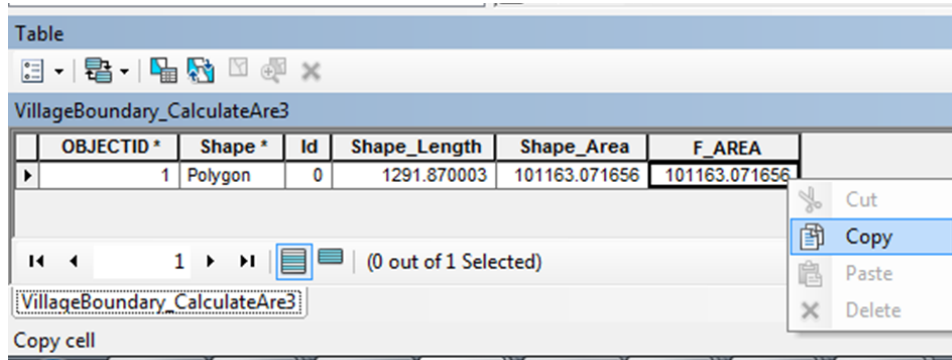 Table
VillageBoundary_CalculateAre3
OBJECTID * Shape * Id Shape_Length Shape_Area F_AREA
1 Polygon 0 1291.870003 101163.071656 101163.071656
Cut
Copy
Paste
Delete
1 (0 out of 1 Selected)
VillageBoundary_CalculateAre3
Copy cell